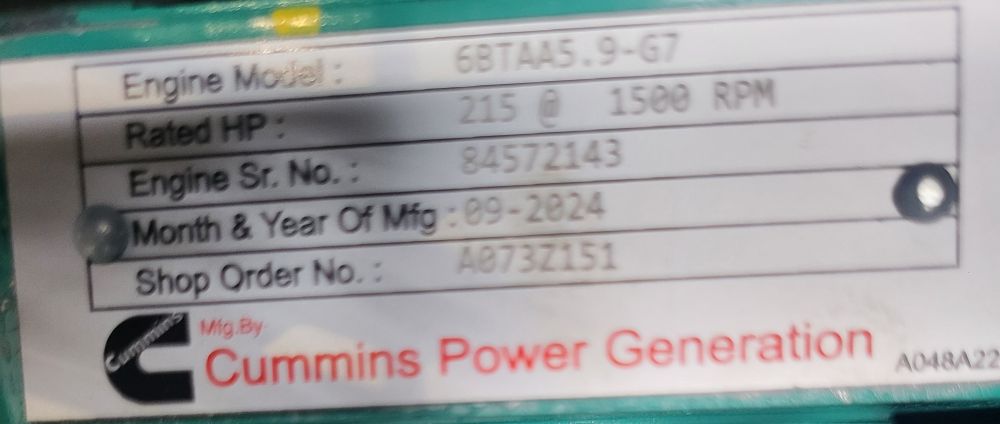 Engine Model : 6BTAA5.9-G7
Rated HP : 215 @ 1500 RPM
Engine Sr. No. : 84572143
Month & Year Of Mfg : 09-2024
Shop Order No. : A073Z151
Cummins
Mfg.By
Cummins Power Generation
A048A22